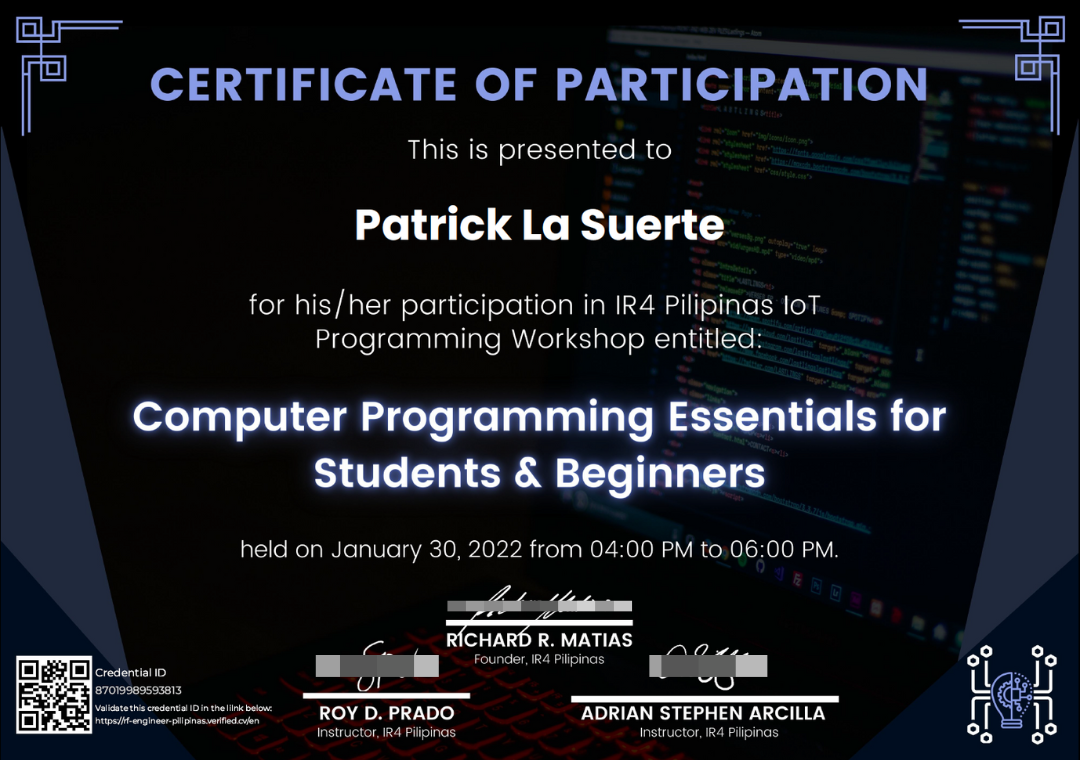 CERTIFICATE OF PARTICIPATION
This is presented to
Patrick La Suerte
for his/her participation in IR4 Pilipinas IoT
Programming Workshop entitled:
Computer Programming Essentials for
Students & Beginners
held on January 30, 2022 from 04:00 PM to 06:00 PM.
RICHARD R. MATIAS
Founder, IR4 Pilipinas
ROY D. PRADO
Instructor, IR4 Pilipinas
ADRIAN STEPHEN ARCILLA
Instructor, IR4 Pilipinas
Credential ID
87019989593813
Validate this credential ID in the lilnk below:
https://rf-engineer-pilipinas.verified.cv/en